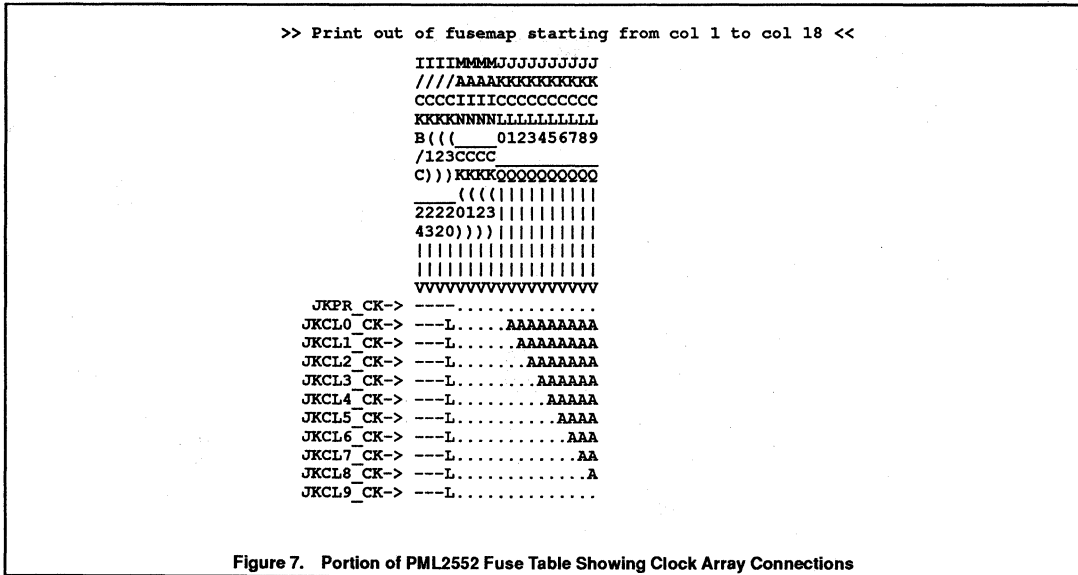 >> Print out of fusemap starting from col 1 to col 18 <<
IIIIMMMMJJJJJJJJJJ
////AAAAKKKKKKKKKK
CCCCIIIICCCCCCCCCC
KKKKNNNNLLLLLLLLLL
B(((____0123456789
/123CCCC__________
C)))KKKKQQQQQQQQQQ
____((((||||||||||
22220123||||||||||
4320))))||||||||||
||||||||||||||||||
||||||||||||||||||
VVVVVVVVVVVVVVVVVV
JKPR_CK-> ----..............
JKCL0_CK-> ---L.....AAAAAAAAA
JKCL1_CK-> ---L......AAAAAAAA
JKCL2_CK-> ---L.......AAAAAAA
JKCL3_CK-> ---L........AAAAAA
JKCL4_CK-> ---L.........AAAAA
JKCL5_CK-> ---L..........AAAA
JKCL6_CK-> ---L...........AAA
JKCL7_CK-> ---L............AA
JKCL8_CK-> ---L.............A
JKCL9_CK-> ---L..............
Figure 7. Portion of PML2552 Fuse Table Showing Clock Array Connections